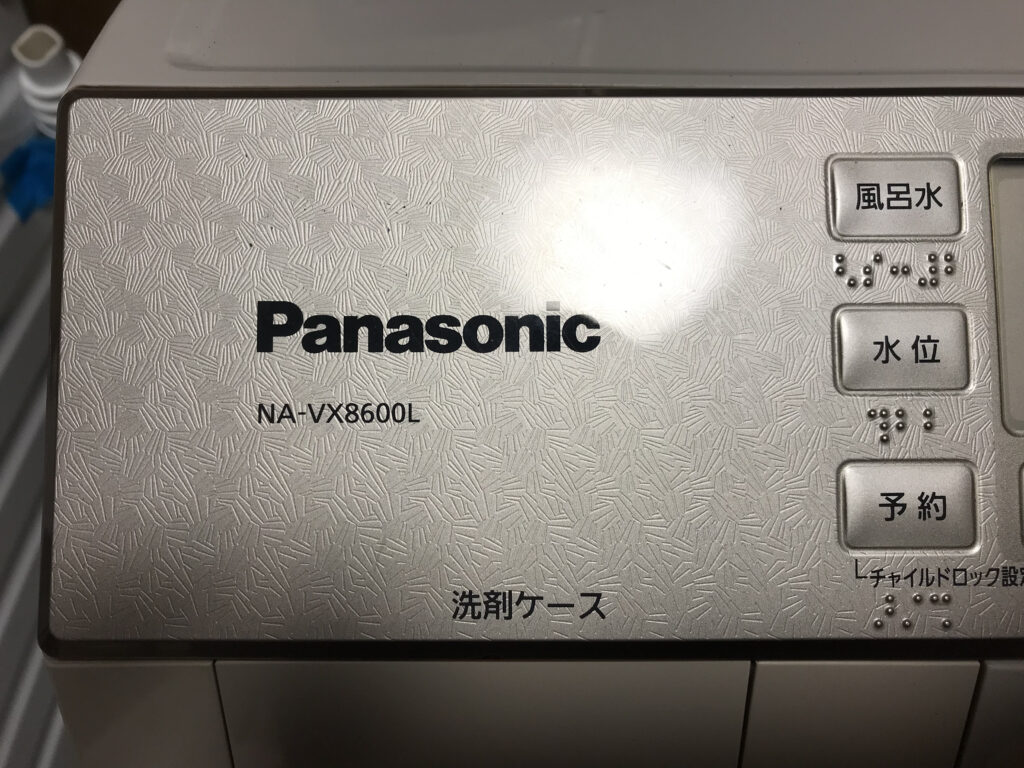 Panasonic
NA-VX8600L
洗剤ケース
風呂水
水位
予約
└チャイルドロック設定